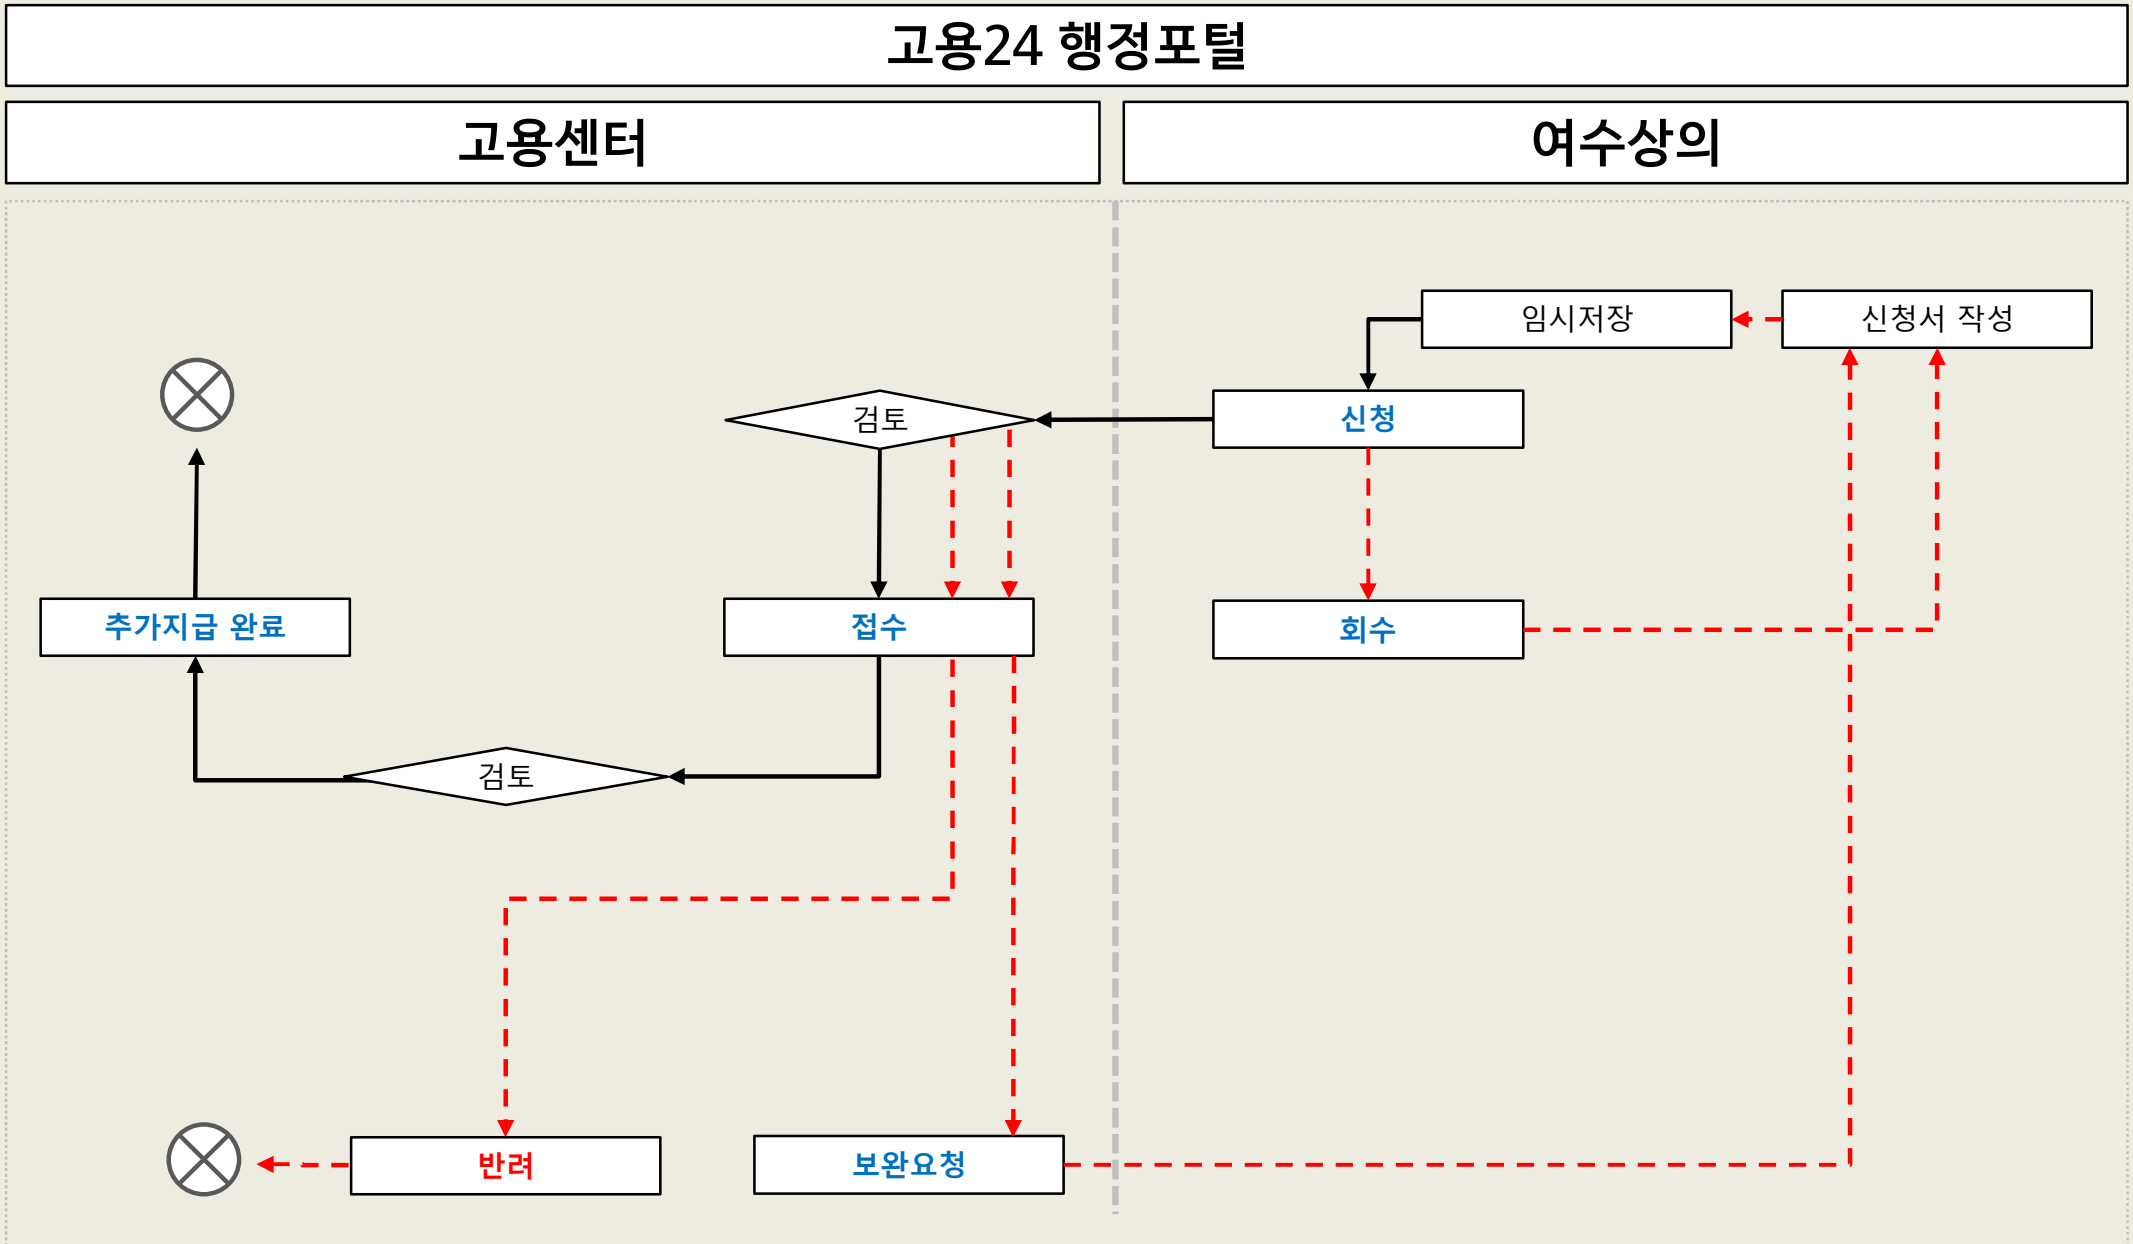 고용24 행정포털
고용센터
여수상의
임시저장
신청서 작성
검토
신청
추가지급 완료
접수
회수
검토
반려
보완요청